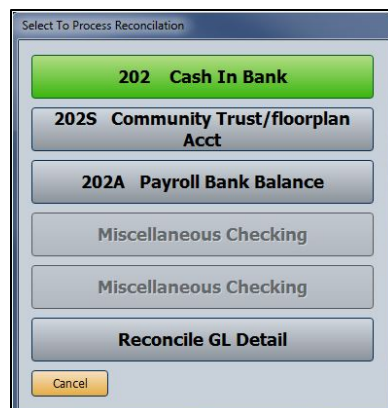 Select To Process Reconcilation
202 Cash In Bank
202S Community Trust/floorplan
Acct
202A Payroll Bank Balance
Miscellaneous Checking
Miscellaneous Checking
Reconcile GL Detail
Cancel